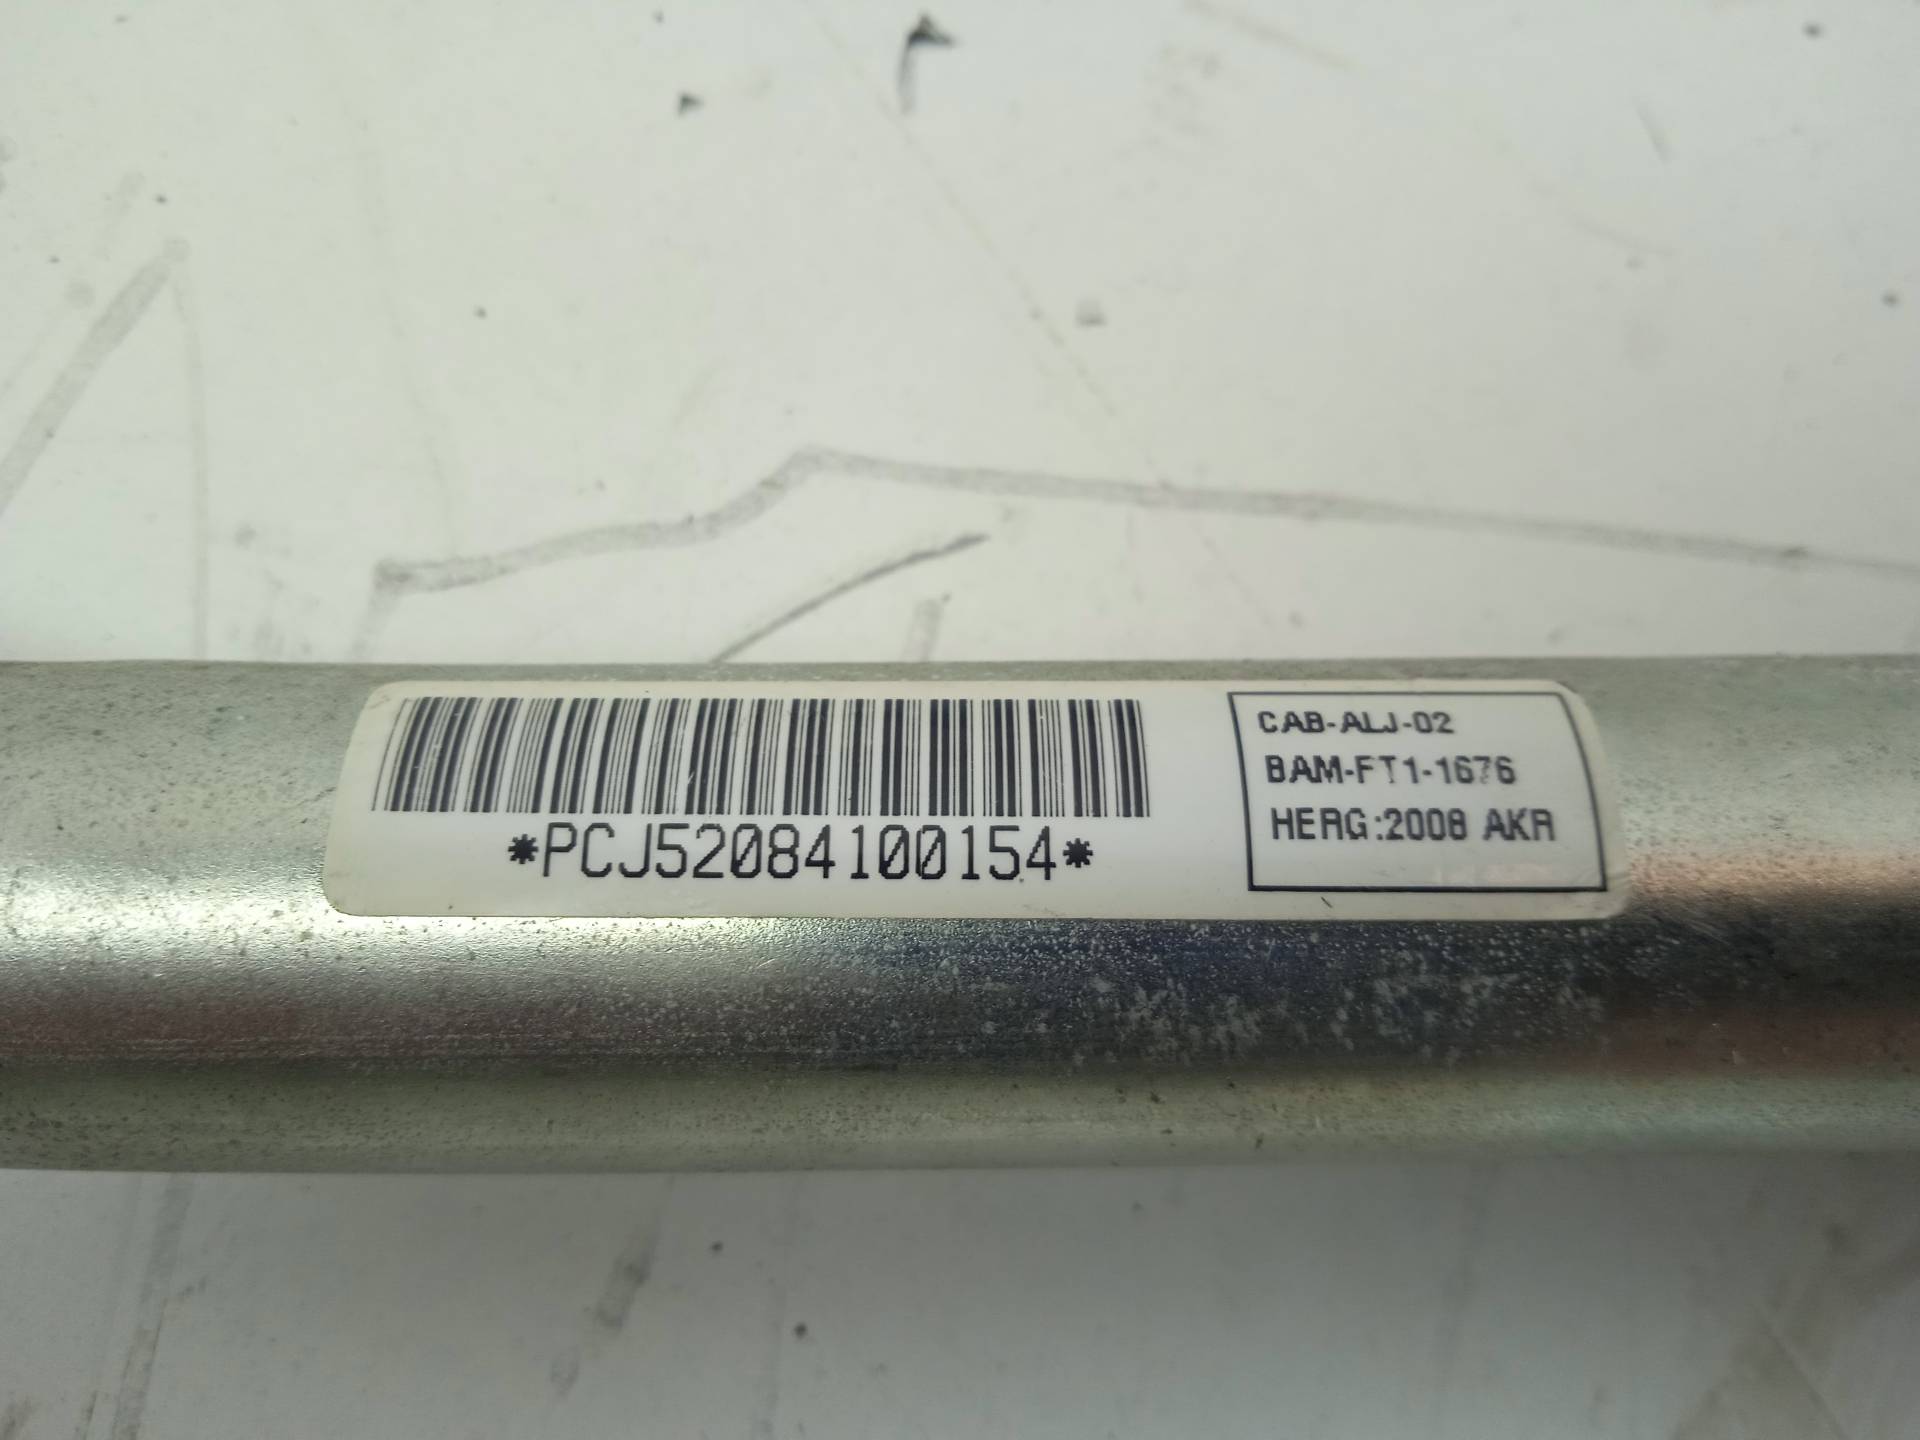 *PCJ52084100154*
CAB-ALJ-02
BAM-FT1-1676
HERG:2008 AKR